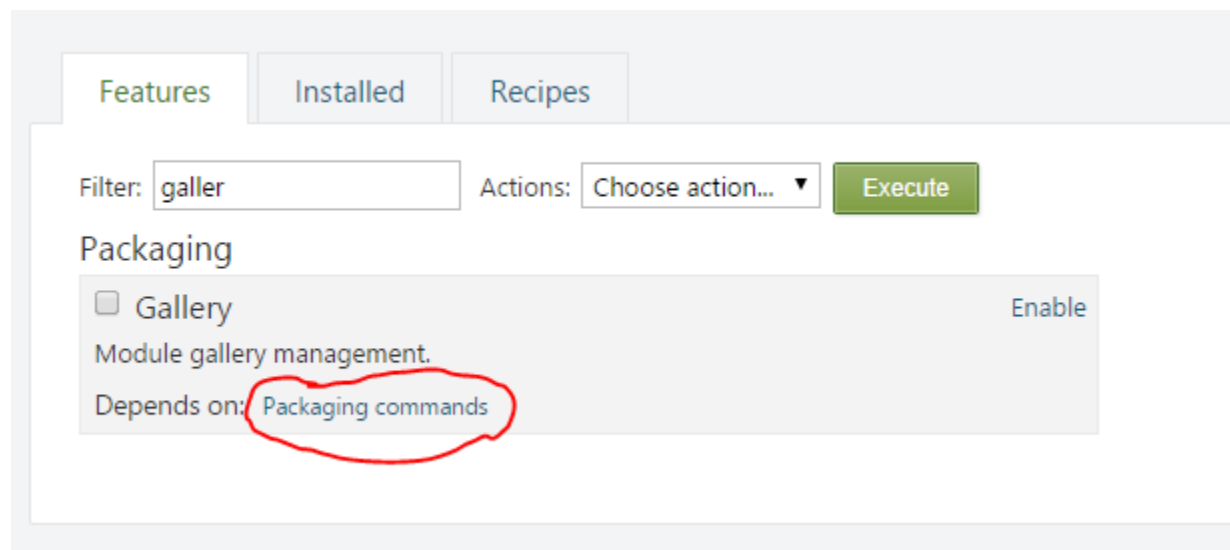 Features Installed Recipes
Filter: galler Actions: Choose action... Execute
Packaging
Gallery Enable
Module gallery management.
Depends on: Packaging commands